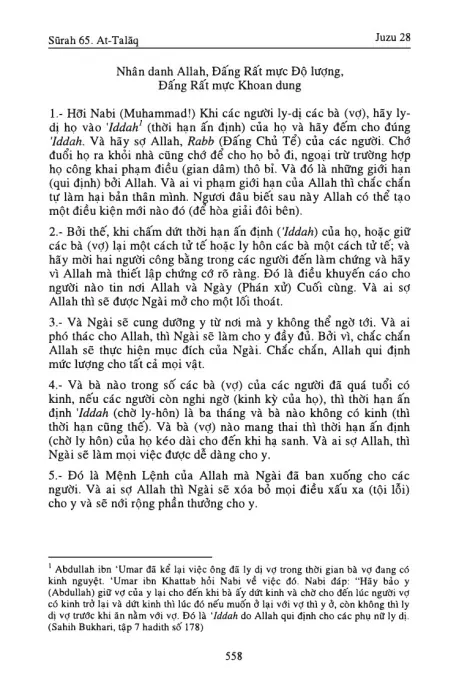 Sūrah 65. At-Talāq
Juzu 28
Nhân danh Allah, Đấng Rất mực Độ lượng,
Đấng Rất mực Khoan dung
1.- Hỡi Nabi (Muhammad!) Khi các người ly-dị các bà (vợ), hãy ly-
dị họ vào 'Iddah¹ (thời hạn ấn định) của họ và hãy đếm cho đúng
'Iddah. Và hãy sợ Allah, Rabb (Đấng Chủ Tể) của các người. Chớ
đuổi họ ra khỏi nhà cũng chớ để cho họ bỏ đi, ngoại trừ trường hợp
họ công khai phạm điều (gian dâm) thô bỉ. Và đó là những giới hạn
(qui định) bởi Allah. Và ai vi phạm giới hạn của Allah thì chắc chắn
tự làm hại bản thân mình. Ngươi đâu biết sau này Allah có thể tạo
một điều kiện mới nào đó (để hòa giải đôi bên).
2.- Bởi thế, khi chấm dứt thời hạn ấn định ('Iddah) của họ, hoặc giữ
các bà (vợ) lại một cách tử tế hoặc ly hôn các bà một cách tử tế; và
hãy mời hai người công bằng trong các người đến làm chứng và hãy
vì Allah mà thiết lập chứng cớ rõ ràng. Đó là điều khuyến cáo cho
người nào tin nơi Allah và Ngày (Phán xử) Cuối cùng. Và ai sợ
Allah thì sẽ được Ngài mở cho một lối thoát.
3.- Và Ngài sẽ cung dưỡng y từ nơi mà y không thể ngờ tới. Và ai
phó thác cho Allah, thì Ngài sẽ làm cho y đầy đủ. Bởi vì, chắc chắn
Allah sẽ thực hiện mục đích của Ngài. Chắc chắn, Allah qui định
mức lượng cho tất cả mọi vật.
4.- Và bà nào trong số các bà (vợ) của các người đã quá tuổi có
kinh, nếu các người còn nghi ngờ (kinh kỳ của họ), thì thời hạn ấn
định 'Iddah (chờ ly-hôn) là ba tháng và bà nào không có kinh (thì
thời hạn cũng thế). Và bà (vợ) nào mang thai thì thời hạn ấn định
(chờ ly hôn) của họ kéo dài cho đến khi hạ sanh. Và ai sợ Allah, thì
Ngài sẽ làm mọi việc được dễ dàng cho y.
5.- Đó là Mệnh Lệnh của Allah mà Ngài đã ban xuống cho các
người. Và ai sợ Allah thì Ngài sẽ xóa bỏ mọi điều xấu xa (tội lỗi)
cho y và sẽ nới rộng phần thưởng cho y.
¹ Abdullah ibn 'Umar đã kể lại việc ông đã ly dị vợ trong thời gian bà vợ đang có
kinh nguyệt. 'Umar ibn Khattab hỏi Nabi về việc đó. Nabi đáp: "Hãy bảo y
(Abdullah) giữ vợ của y lại cho đến khi bà ấy dứt kinh và chờ cho đến lúc người vợ
có kinh trở lại và dứt kinh thì lúc đó nếu muốn ở lại với vợ thì y ở, còn không thì ly
dị vợ trước khi ăn nằm với vợ. Đó là 'Iddah do Allah qui định cho các phụ nữ ly dị.
(Sahih Bukhari, tập 7 hadith số 178)
558